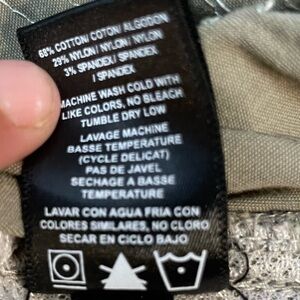 68% COTTON/ COTON/ ALGODON
29% NYLON/ NYLON/ NYLON
3% SPANDEX/ SPANDEX
/ SPANDEX
MACHINE WASH COLD WITH
LIKE COLORS, NO BLEACH
TUMBLE DRY LOW
LAVAGE MACHINE
BASSE TEMPERATURE
(CYCLE DELICAT)
PAS DE JAVEL
SECHAGE A BASSE
TEMPERATURE
LAVAR CON AGUA FRIA CON
COLORES SIMILARES, NO CLORO
SECAR EN CICLO BAJO